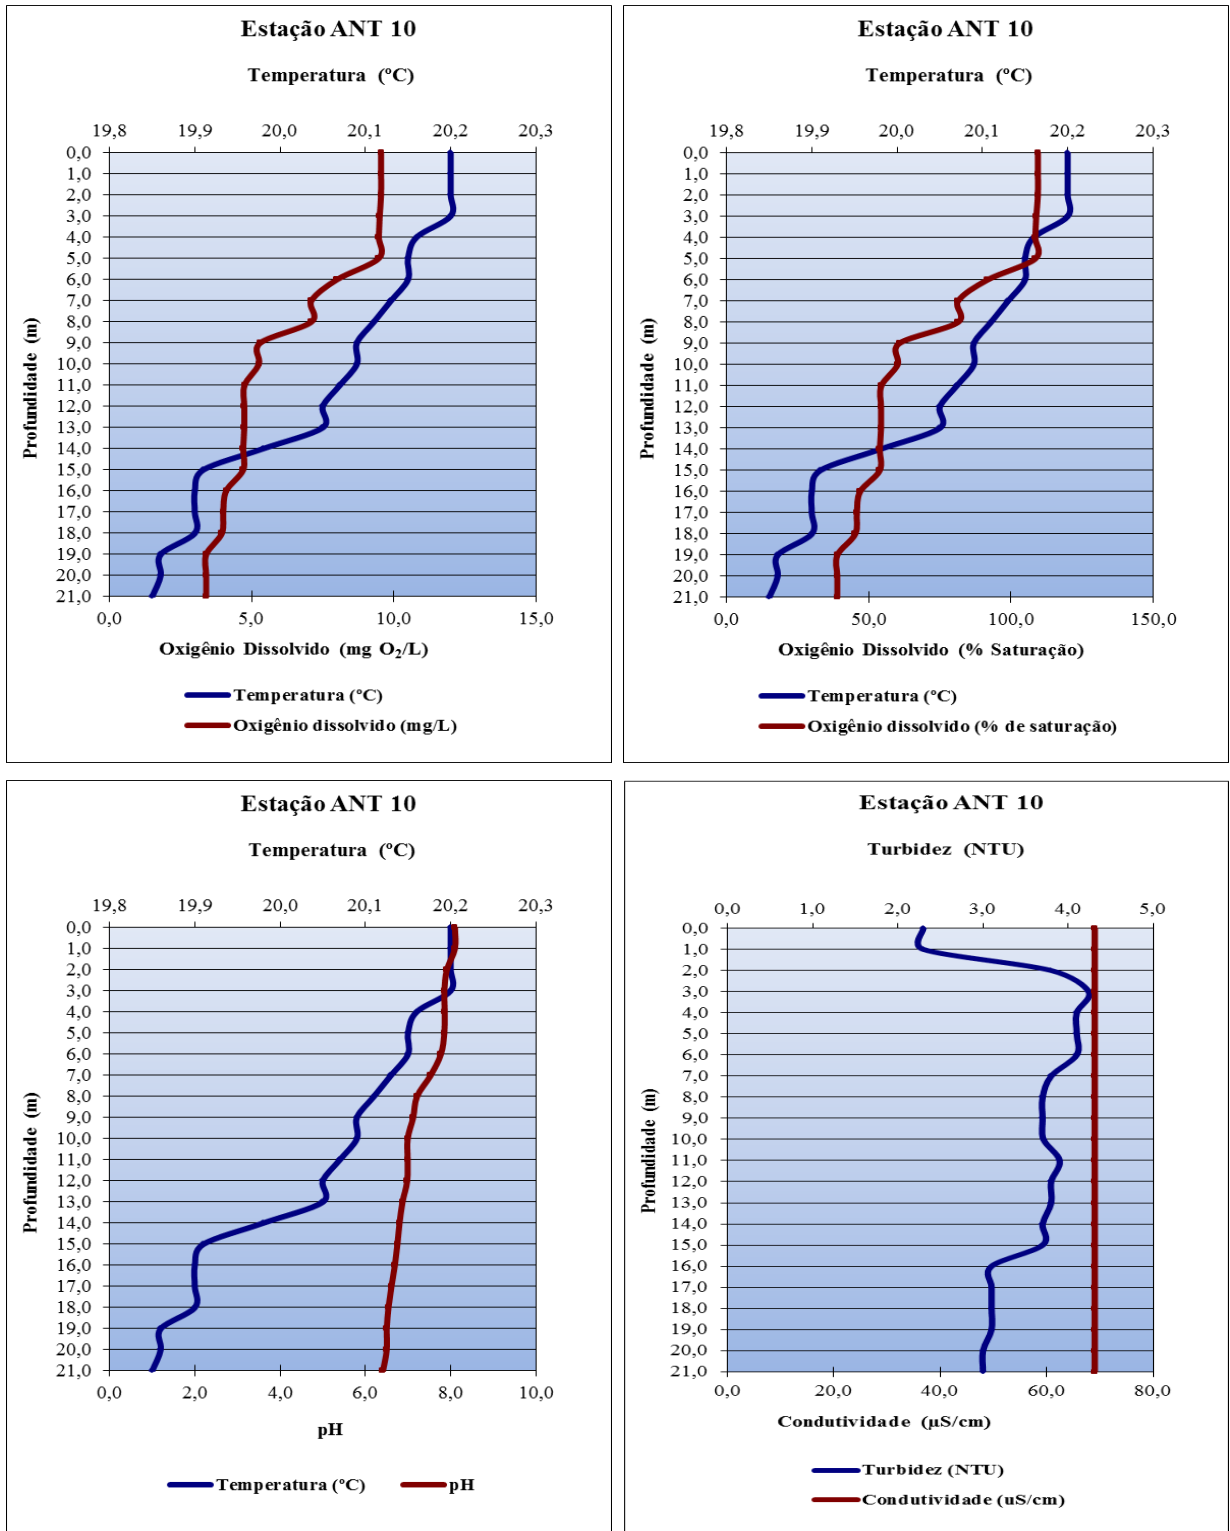 Estação ANT 10
Temperatura (ºC)
19,8 19,9 20,0 20,1 20,2 20,3
Profundidade (m)
0,0
1,0
2,0
3,0
4,0
5,0
6,0
7,0
8,0
9,0
10,0
11,0
12,0
13,0
14,0
15,0
16,0
17,0
18,0
19,0
20,0
21,0
0,0 5,0 10,0 15,0
Oxigênio Dissolvido (mg O₂/L)
Temperatura (ºC)
Oxigênio dissolvido (mg/L)
Estação ANT 10
Temperatura (ºC)
19,8 19,9 20,0 20,1 20,2 20,3
Profundidade (m)
0,0
1,0
2,0
3,0
4,0
5,0
6,0
7,0
8,0
9,0
10,0
11,0
12,0
13,0
14,0
15,0
16,0
17,0
18,0
19,0
20,0
21,0
0,0 50,0 100,0 150,0
Oxigênio Dissolvido (% Saturação)
Temperatura (ºC)
Oxigênio dissolvido (% de saturação)
Estação ANT 10
Temperatura (ºC)
19,8 19,9 20,0 20,1 20,2 20,3
Profundidade (m)
0,0
1,0
2,0
3,0
4,0
5,0
6,0
7,0
8,0
9,0
10,0
11,0
12,0
13,0
14,0
15,0
16,0
17,0
18,0
19,0
20,0
21,0
0,0 2,0 4,0 6,0 8,0 10,0
pH
Temperatura (ºC) pH
Estação ANT 10
Turbidez (NTU)
0,0 1,0 2,0 3,0 4,0 5,0
Profundidade (m)
0,0
1,0
2,0
3,0
4,0
5,0
6,0
7,0
8,0
9,0
10,0
11,0
12,0
13,0
14,0
15,0
16,0
17,0
18,0
19,0
20,0
21,0
0,0 20,0 40,0 60,0 80,0
Condutividade (µS/cm)
Turbidez (NTU)
Condutividade (uS/cm)